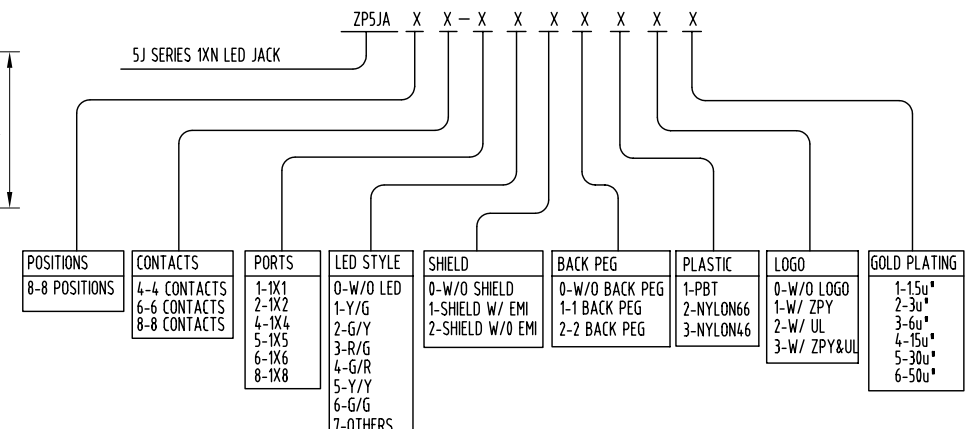 ZP5JA X X-X X X X X X X
5J SERIES 1XN LED JACK
POSITIONS
8-8 POSITIONS
CONTACTS
4-4 CONTACTS
6-6 CONTACTS
8-8 CONTACTS
PORTS
1-1X1
2-1X2
4-1X4
5-1X5
6-1X6
8-1X8
LED STYLE
0-W/O LED
1-Y/G
2-G/Y
3-R/G
4-G/R
5-Y/Y
6-G/G
7-OTHERS
SHIELD
0-W/O SHIELD
1-SHIELD W/ EMI
2-SHIELD W/O EMI
BACK PEG
0-W/O BACK PEG
1-1 BACK PEG
2-2 BACK PEG
PLASTIC
1-PBT
2-NYLON66
3-NYLON46
LOGO
0-W/O LOGO
1-W/ ZPY
2-W/ UL
3-W/ ZPY&UL
GOLD PLATING
1-1.5u"
2-3u"
3-6u"
4-15u"
5-30u"
6-50u"